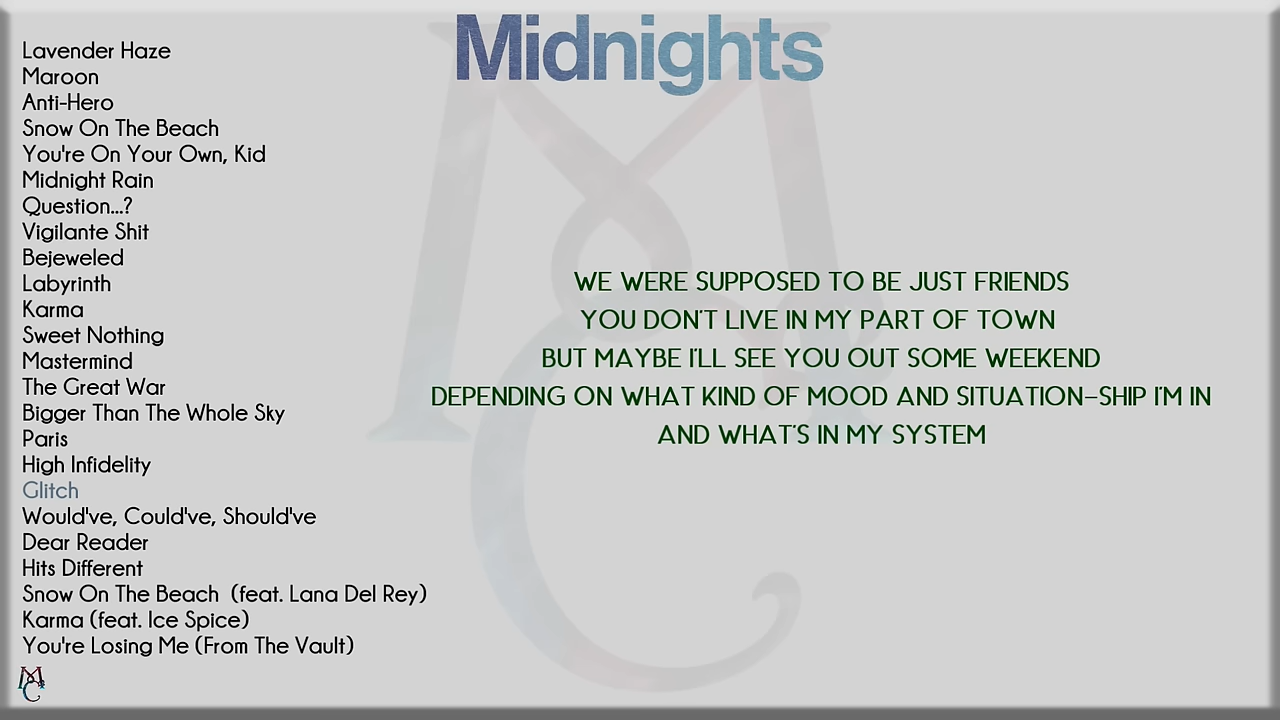 Midnights
Lavender Haze
Maroon
Anti-Hero
Snow On The Beach
You're On Your Own, Kid
Midnight Rain
Question...?
Vigilante Shit
Bejeweled
Labyrinth
Karma
Sweet Nothing
Mastermind
The Great War
Bigger Than The Whole Sky
Paris
High Infidelity
Glitch
Would've, Could've, Should've
Dear Reader
Hits Different
Snow On The Beach (feat. Lana Del Rey)
Karma (feat. Ice Spice)
You're Losing Me (From The Vault)
WE WERE SUPPOSED TO BE JUST FRIENDS
YOU DON'T LIVE IN MY PART OF TOWN
BUT MAYBE I'LL SEE YOU OUT SOME WEEKEND
DEPENDING ON WHAT KIND OF MOOD AND SITUATION-SHIP I'M IN
AND WHAT'S IN MY SYSTEM
MC